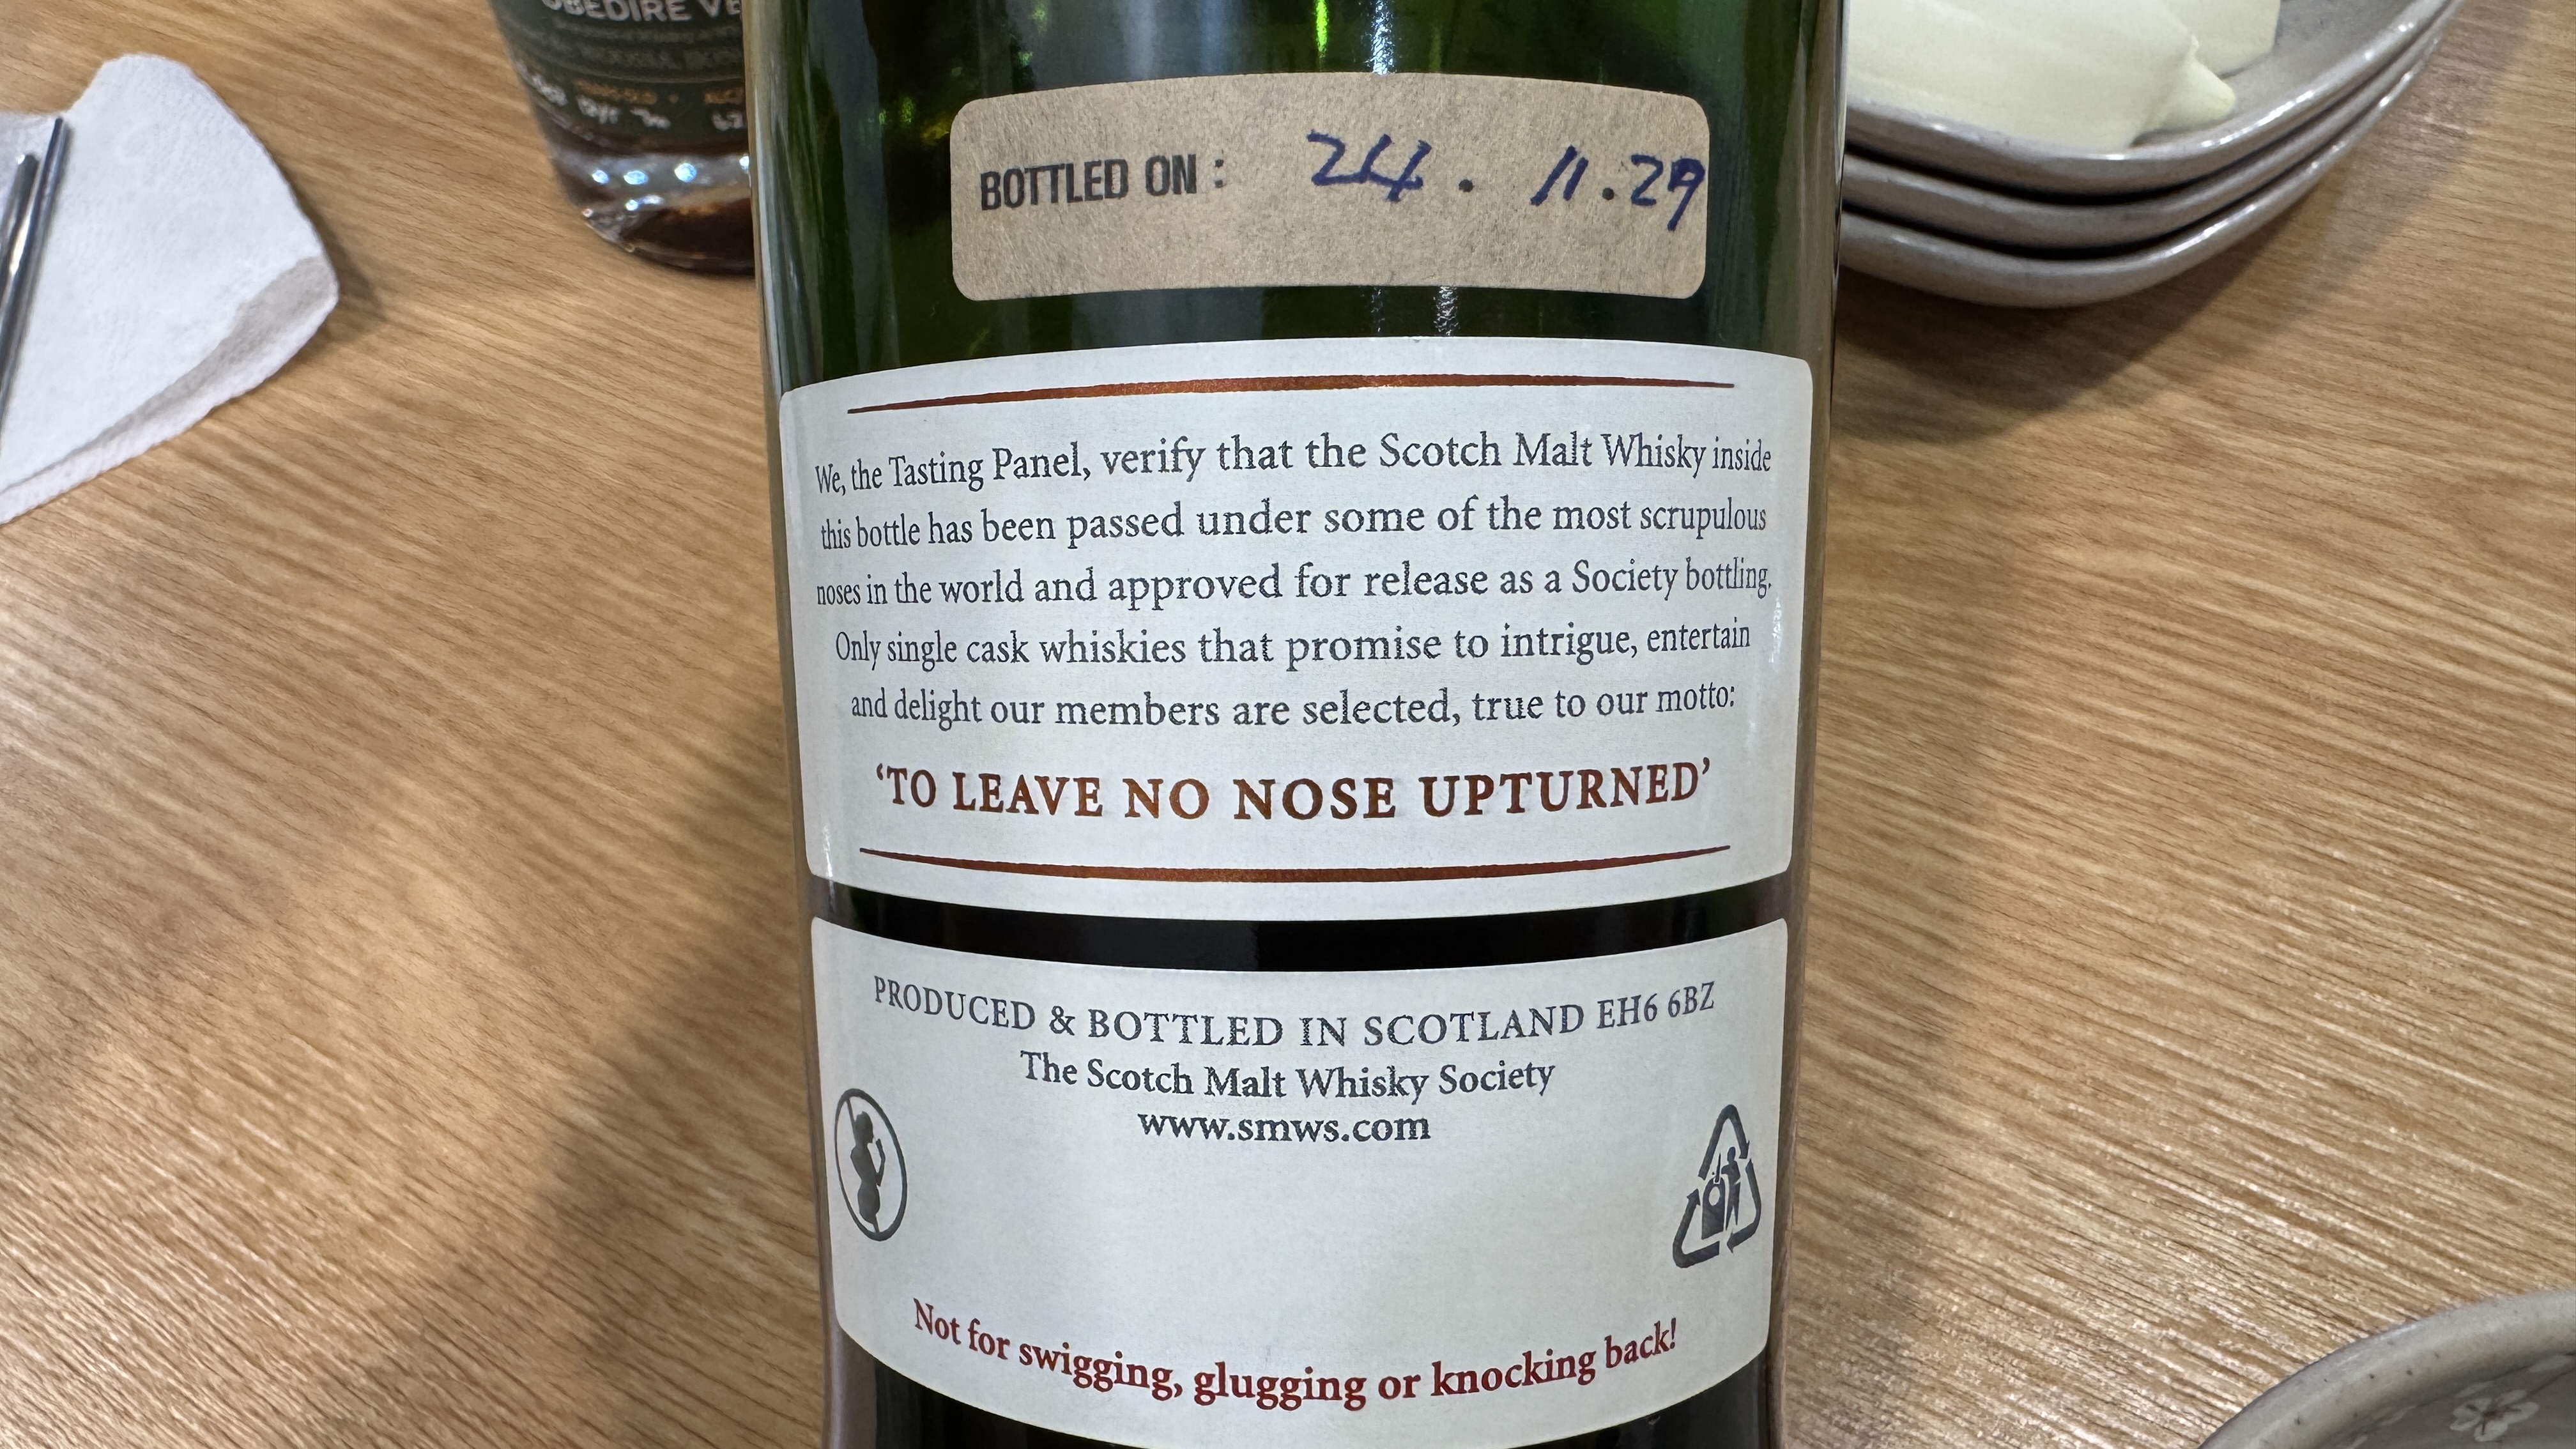 OBEDIRE VE
BOTTLED ON : 24 . 11 . 29
We, the Tasting Panel, verify that the Scotch Malt Whisky inside
this bottle has been passed under some of the most scrupulous
noses in the world and approved for release as a Society bottling.
Only single cask whiskies that promise to intrigue, entertain
and delight our members are selected, true to our motto:
‘TO LEAVE NO NOSE UPTURNED’
PRODUCED & BOTTLED IN SCOTLAND EH6 6BZ
The Scotch Malt Whisky Society
www.smws.com
Not for swigging, glugging or knocking back!